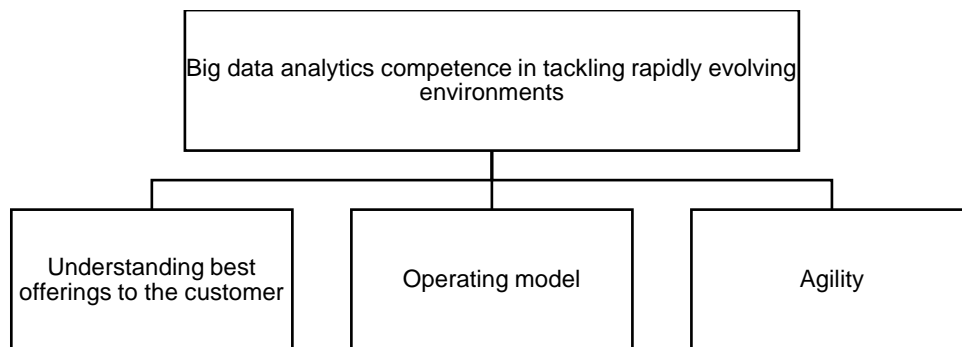 Big data analytics competence in tackling rapidly evolving
environments
Understanding best
offerings to the customer
Operating model
Agility